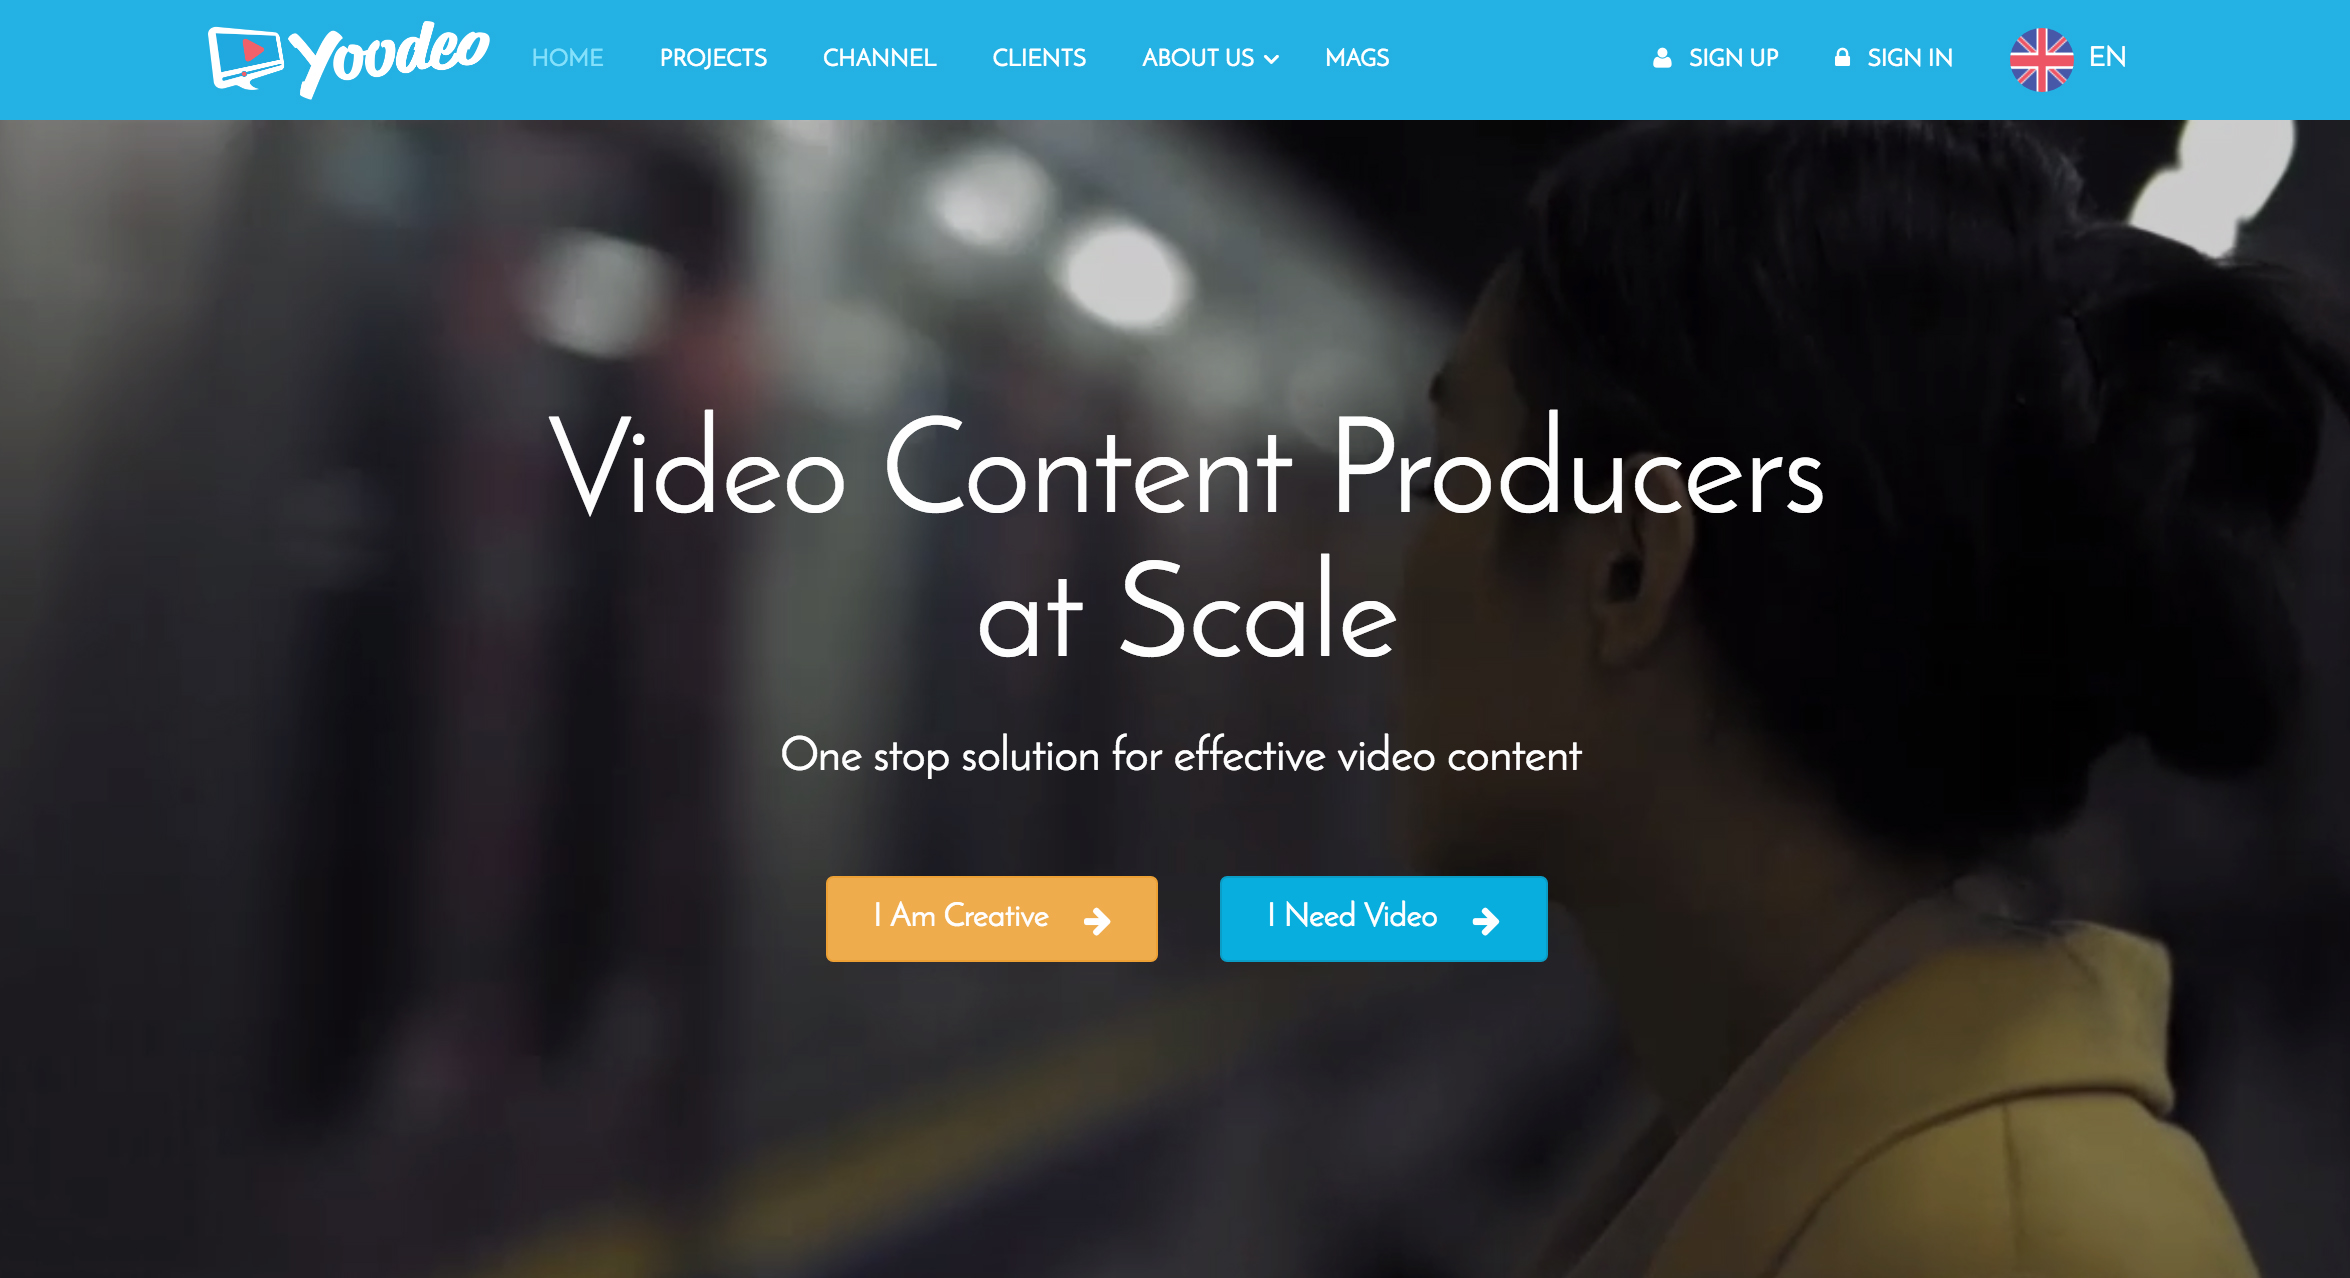 Yoodeo
HOME
PROJECTS
CHANNEL
CLIENTS
ABOUT US
MAGS
SIGN UP
SIGN IN
EN
Video Content Producers
at Scale
One stop solution for effective video content
I Am Creative
I Need Video